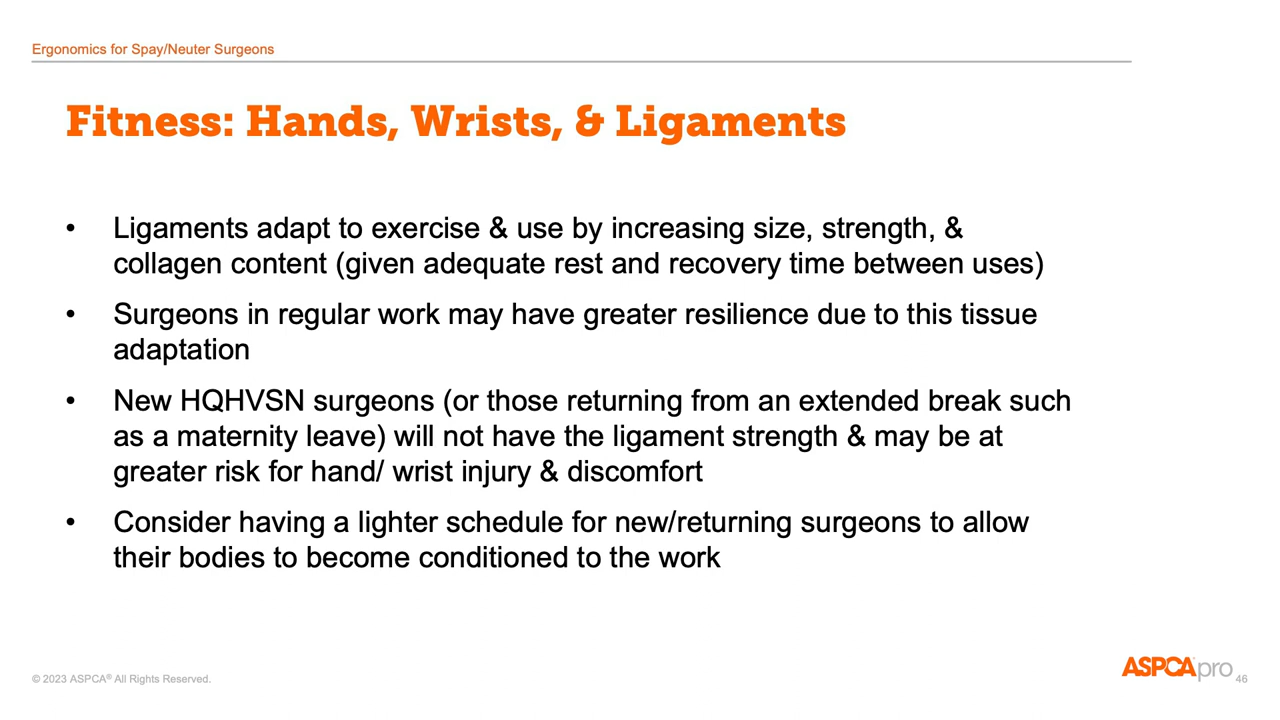 Ergonomics for Spay/Neuter Surgeons
Fitness: Hands, Wrists, & Ligaments
• Ligaments adapt to exercise & use by increasing size, strength, &
collagen content (given adequate rest and recovery time between uses)
• Surgeons in regular work may have greater resilience due to this tissue
adaptation
• New HQHVSN surgeons (or those returning from an extended break such
as a maternity leave) will not have the ligament strength & may be at
greater risk for hand/ wrist injury & discomfort
• Consider having a lighter schedule for new/returning surgeons to allow
their bodies to become conditioned to the work
© 2023 ASPCA® All Rights Reserved.
ASPCApro
46